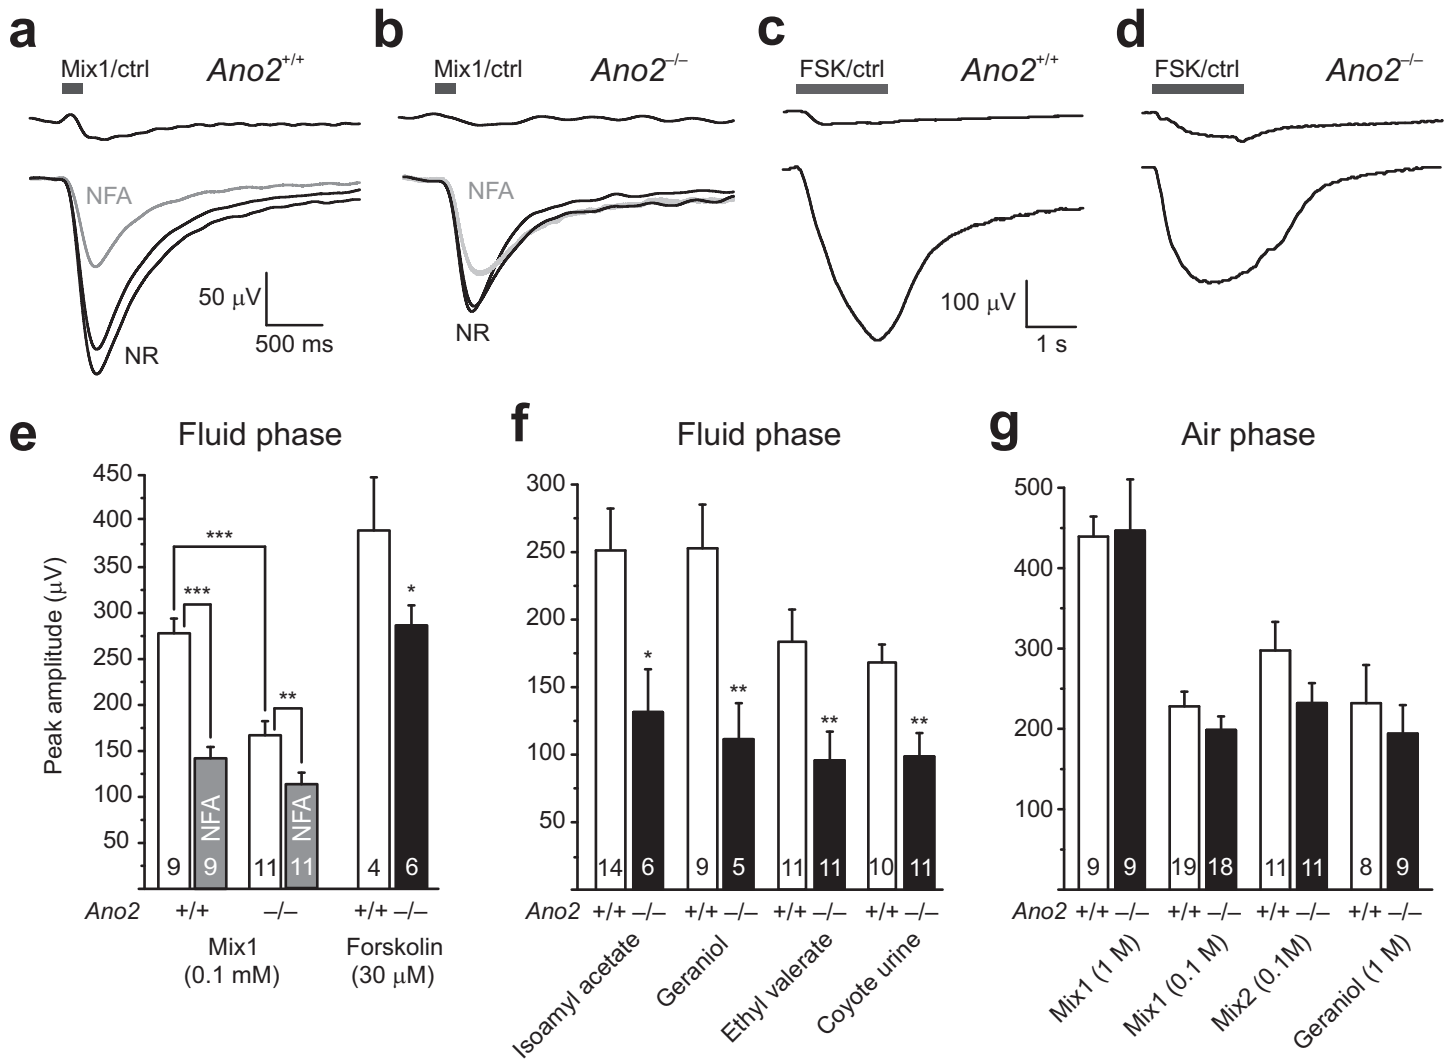 a
b
c
d
Mix1/ctrl
Ano2+/+
Mix1/ctrl
Ano2–/–
FSK/ctrl
Ano2+/+
FSK/ctrl
Ano2–/–
NFA
NR
50 μV
500 ms
NFA
NR
100 μV
1 s
e
Fluid phase
Peak amplitude (μV)
450
400
350
300
250
200
150
100
50
***
***
**
*
9
9
NFA
11
11
NFA
4
6
Ano2
+/+
–/–
+/+
–/–
Mix1
(0.1 mM)
Forskolin
(30 μM)
f
Fluid phase
300
250
200
150
100
50
*
**
**
**
14
6
9
5
11
11
10
11
Ano2
+/+
–/–
+/+
–/–
+/+
–/–
+/+
–/–
Isoamyl acetate
Geraniol
Ethyl valerate
Coyote urine
g
Air phase
500
400
300
200
100
9
9
19
18
11
11
8
9
Ano2
+/+
–/–
+/+
–/–
+/+
–/–
+/+
–/–
Mix1 (1 M)
Mix1 (0.1 M)
Mix2 (0.1M)
Geraniol (1 M)